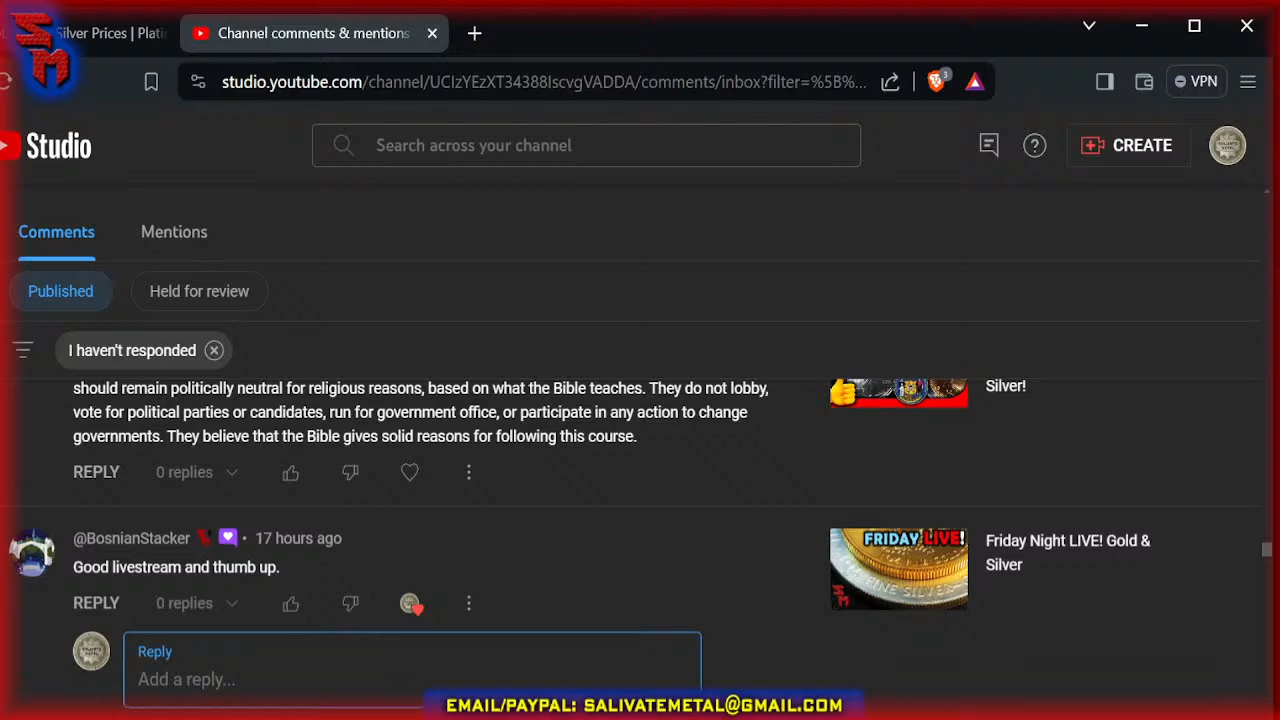 SM
Silver Prices | Plati
Channel comments & mentions
studio.youtube.com/channel/UCIzYEzXT34388IscvgVADDA/comments/inbox?filter=%5B%...
3
VPN
Studio
Search across your channel
CREATE
Comments
Mentions
Published
Held for review
I haven't responded
should remain politically neutral for religious reasons, based on what the Bible teaches. They do not lobby,
vote for political parties or candidates, run for government office, or participate in any action to change
governments. They believe that the Bible gives solid reasons for following this course.
Silver!
REPLY
0 replies
@BosnianStacker
• 17 hours ago
Good livestream and thumb up.
FRIDAY LIVE!
FINE SILVER
SM
Friday Night LIVE! Gold &
Silver
REPLY
0 replies
Reply
Add a reply...
EMAIL/PAYPAL: SALIVATEMETAL@GMAIL.COM